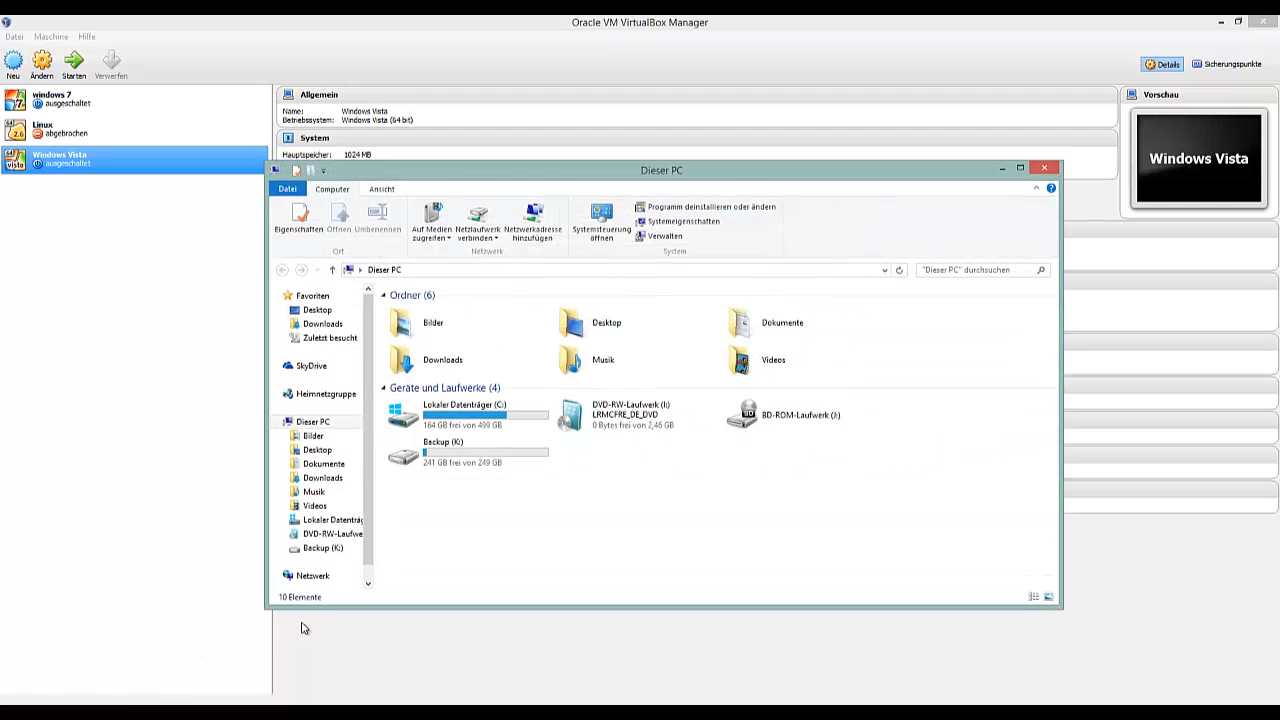 Oracle VM VirtualBox Manager
Datei Maschine Hilfe
Neu Ändern Starten Verwerfen
Details Sicherungspunkte
windows 7
ausgeschaltet
Linux
abgebrochen
Windows Vista
ausgeschaltet
Allgemein
Name: Windows Vista
Betriebssystem: Windows Vista (64 bit)
System
Hauptspeicher: 1024 MB
Vorschau
Windows Vista
Dieser PC
Datei Computer Ansicht
Eigenschaften Öffnen Umbenennen
Ort
Auf Medien zugreifen
Netzlaufwerk verbinden
Netzwerkadresse hinzufügen
Netzwerk
Systemsteuerung öffnen
Programm deinstallieren oder ändern
Systemeigenschaften
Verwalten
System
Dieser PC
"Dieser PC" durchsuchen
Favoriten
Desktop
Downloads
Zuletzt besucht
SkyDrive
Heimnetzgruppe
Dieser PC
Bilder
Desktop
Dokumente
Downloads
Musik
Videos
Lokaler Datenträg
DVD-RW-Laufwe
Backup (K:)
Netzwerk
Ordner (6)
Bilder
Desktop
Dokumente
Downloads
Musik
Videos
Geräte und Laufwerke (4)
Lokaler Datenträger (C:)
164 GB frei von 499 GB
DVD-RW-Laufwerk (I:)
LRMCFRE_DE_DVD
0 Bytes frei von 2,46 GB
BD-ROM-Laufwerk (J:)
Backup (K:)
241 GB frei von 249 GB
10 Elemente